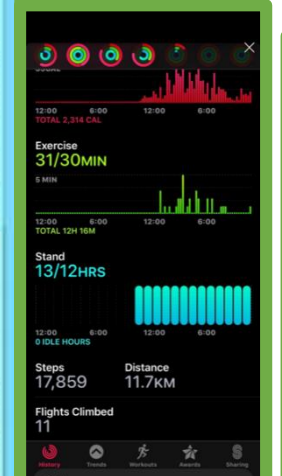 12:00 6:00 12:00 6:00
TOTAL 2,314 CAL
Exercise
31/30MIN
5 MIN
12:00 6:00 12:00 6:00
TOTAL 12H 16M
Stand
13/12HRS
12:00 6:00 12:00 6:00
0 IDLE HOURS
Steps Distance
17,859 11.7KM
Flights Climbed
11
History Trends Workouts Awards Sharing